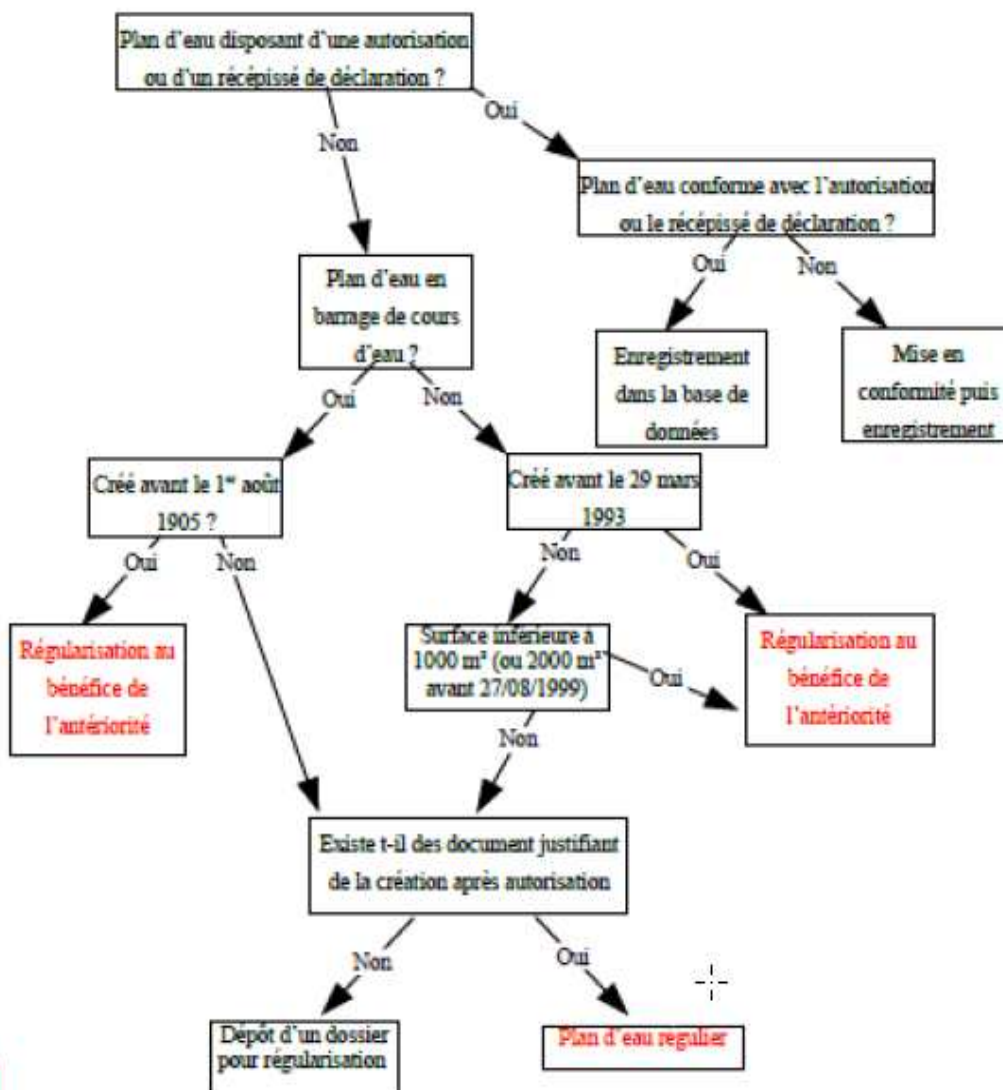 Plan d'eau disposant d'une autorisation
ou d'un récépissé de déclaration ?
Oui
Non
Plan d'eau conforme avec l'autorisation
ou le récépissé de déclaration ?
Oui
Non
Plan d'eau en
barrage de cours
d'eau ?
Enregistrement
dans la base de
données
Mise en
conformité puis
enregistrement
Oui
Non
Créé avant le 1er août
1905 ?
Créé avant le 29 mars
1993
Oui
Non
Non
Oui
Régularisation au
bénéfice de
l'antériorité
Surface inférieure à
1000 m² (ou 2000 m²
avant 27/08/1999)
Oui
Régularisation au
bénéfice de
l'antériorité
Non
Existe t-il des document justifiant
de la création après autorisation
Non
Oui
Dépôt d'un dossier
pour régularisation
Plan d'eau regulier